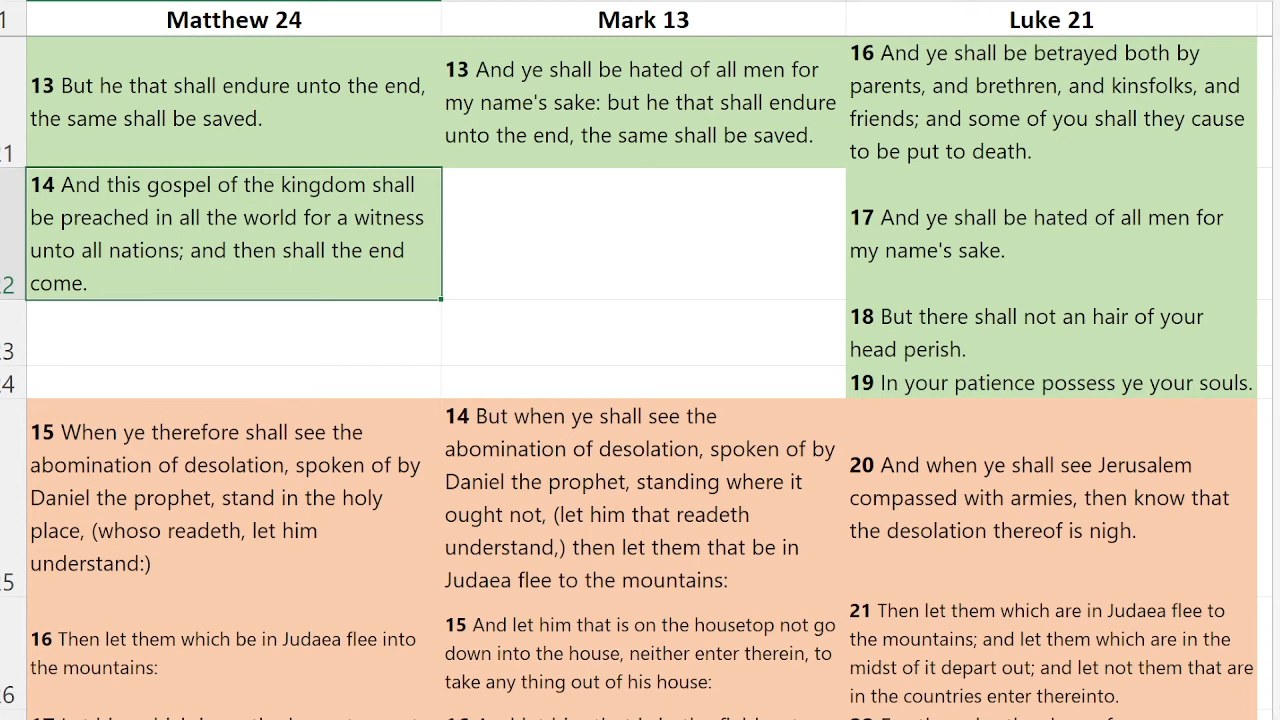 Matthew 24
Mark 13
Luke 21
13 But he that shall endure unto the end,
the same shall be saved.
13 And ye shall be hated of all men for
my name's sake: but he that shall endure
unto the end, the same shall be saved.
16 And ye shall be betrayed both by
parents, and brethren, and kinsfolks, and
friends; and some of you shall they cause
to be put to death.
14 And this gospel of the kingdom shall
be preached in all the world for a witness
unto all nations; and then shall the end
come.
17 And ye shall be hated of all men for
my name's sake.
18 But there shall not an hair of your
head perish.
19 In your patience possess ye your souls.
15 When ye therefore shall see the
abomination of desolation, spoken of by
Daniel the prophet, stand in the holy
place, (whoso readeth, let him
understand:)
14 But when ye shall see the
abomination of desolation, spoken of by
Daniel the prophet, standing where it
ought not, (let him that readeth
understand,) then let them that be in
Judaea flee to the mountains:
20 And when ye shall see Jerusalem
compassed with armies, then know that
the desolation thereof is nigh.
16 Then let them which be in Judaea flee into
the mountains:
15 And let him that is on the housetop not go
down into the house, neither enter therein, to
take any thing out of his house:
21 Then let them which are in Judaea flee to
the mountains; and let them which are in the
midst of it depart out; and let not them that are
in the countries enter thereinto.